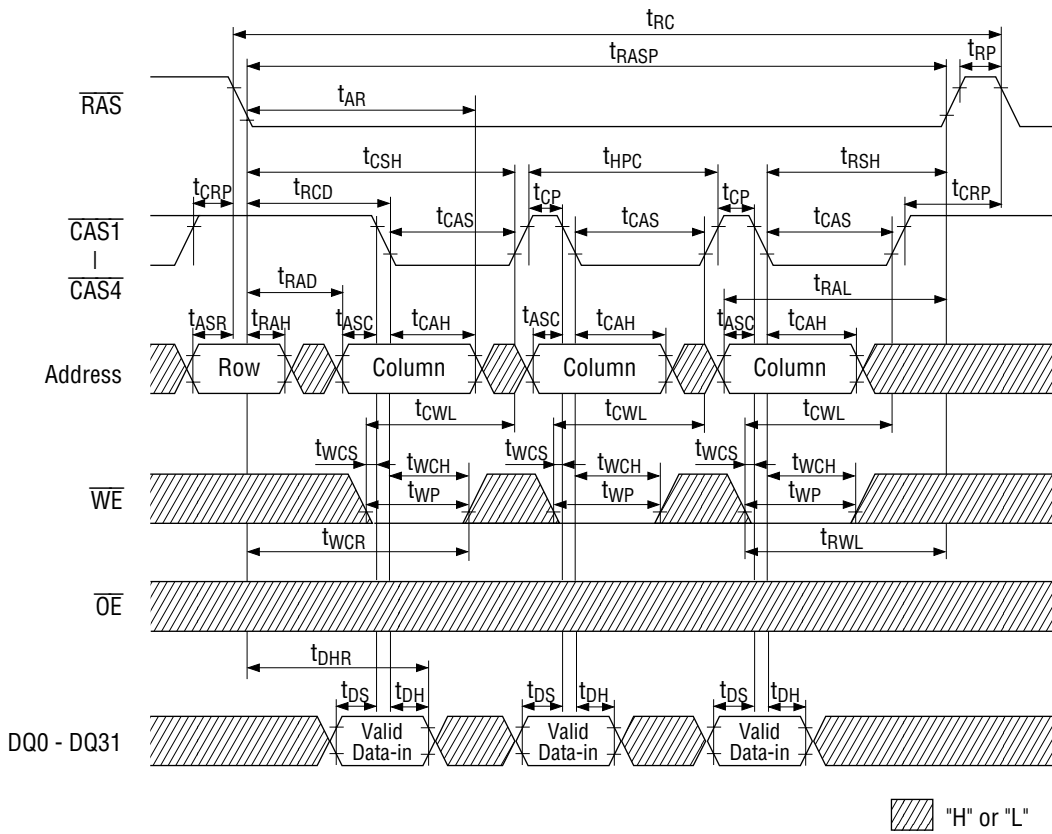 tRC
tRASP
tRP
tAR
RAS
tCSH
tHPC
tRSH
tCRP
tRCD
tCP
tCP
tCRP
CAS1
tCAS
tCAS
tCAS
CAS4
tRAD
tRAL
tASR
tRAH
tASC
tCAH
tASC
tCAH
tASC
tCAH
Address
Row
Column
Column
Column
tCWL
tCWL
tCWL
tWCS
tWCH
tWCS
tWCH
tWCS
tWCH
WE
tWP
tWP
tWP
tWCR
tRWL
OE
tDHR
tDS
tDH
tDS
tDH
tDS
tDH
DQ0 - DQ31
Valid
Data-in
Valid
Data-in
Valid
Data-in
"H" or "L"